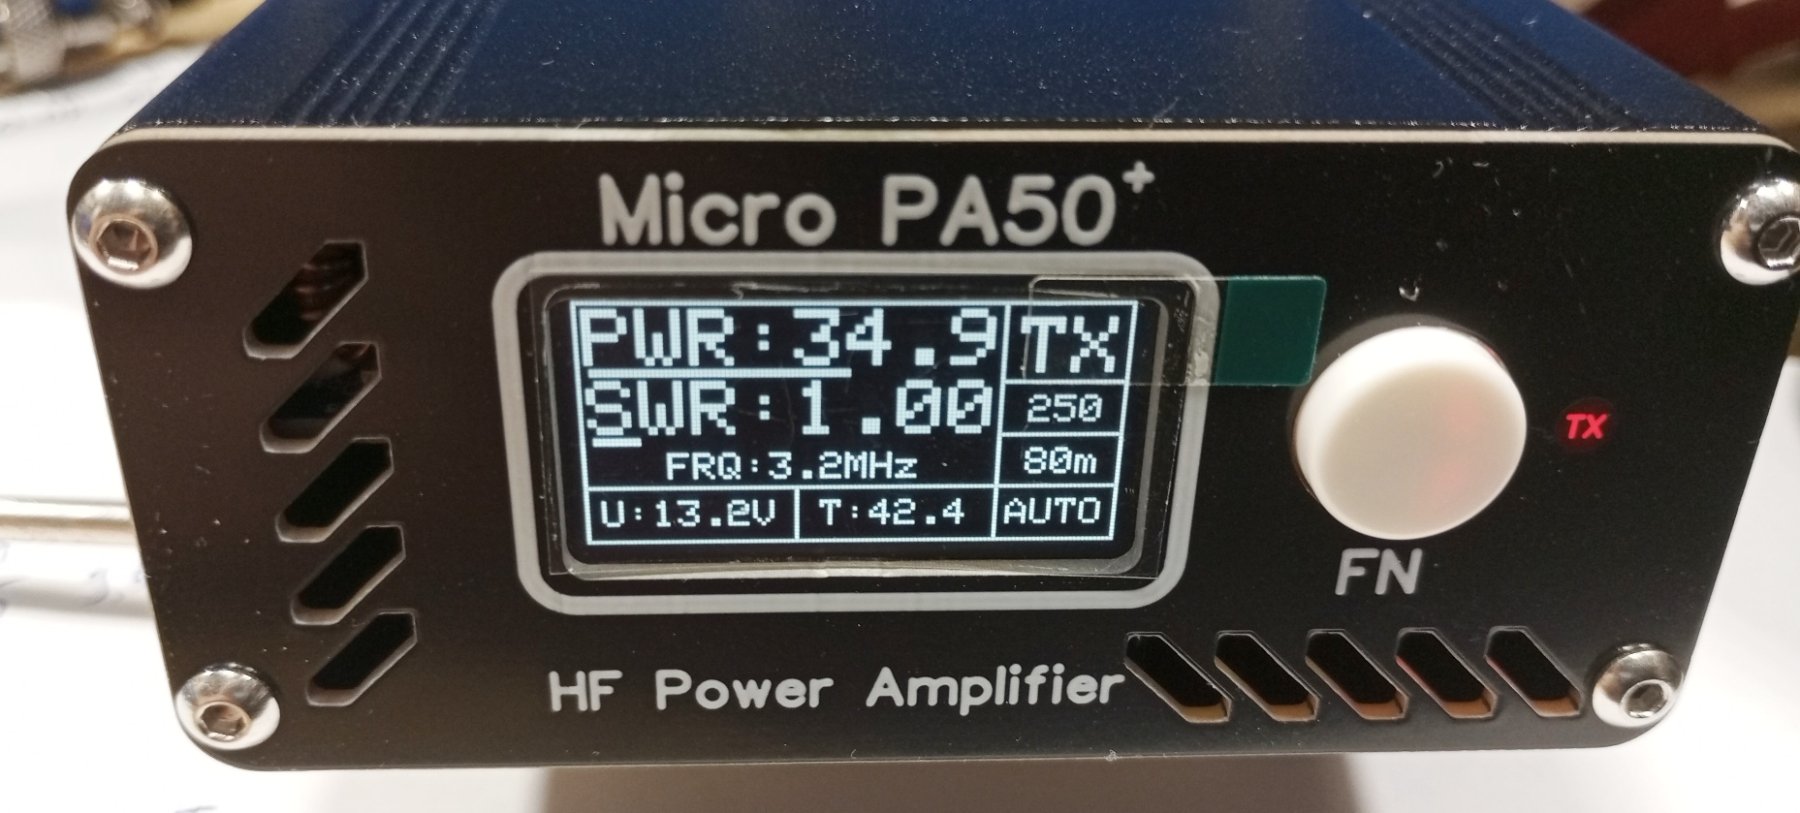 Micro PA50+
PWR:34.9 TX
SWR:1.00 250
FRQ:3.2MHz 80m
U:13.2V T:42.4 AUTO
TX
FN
HF Power Amplifier